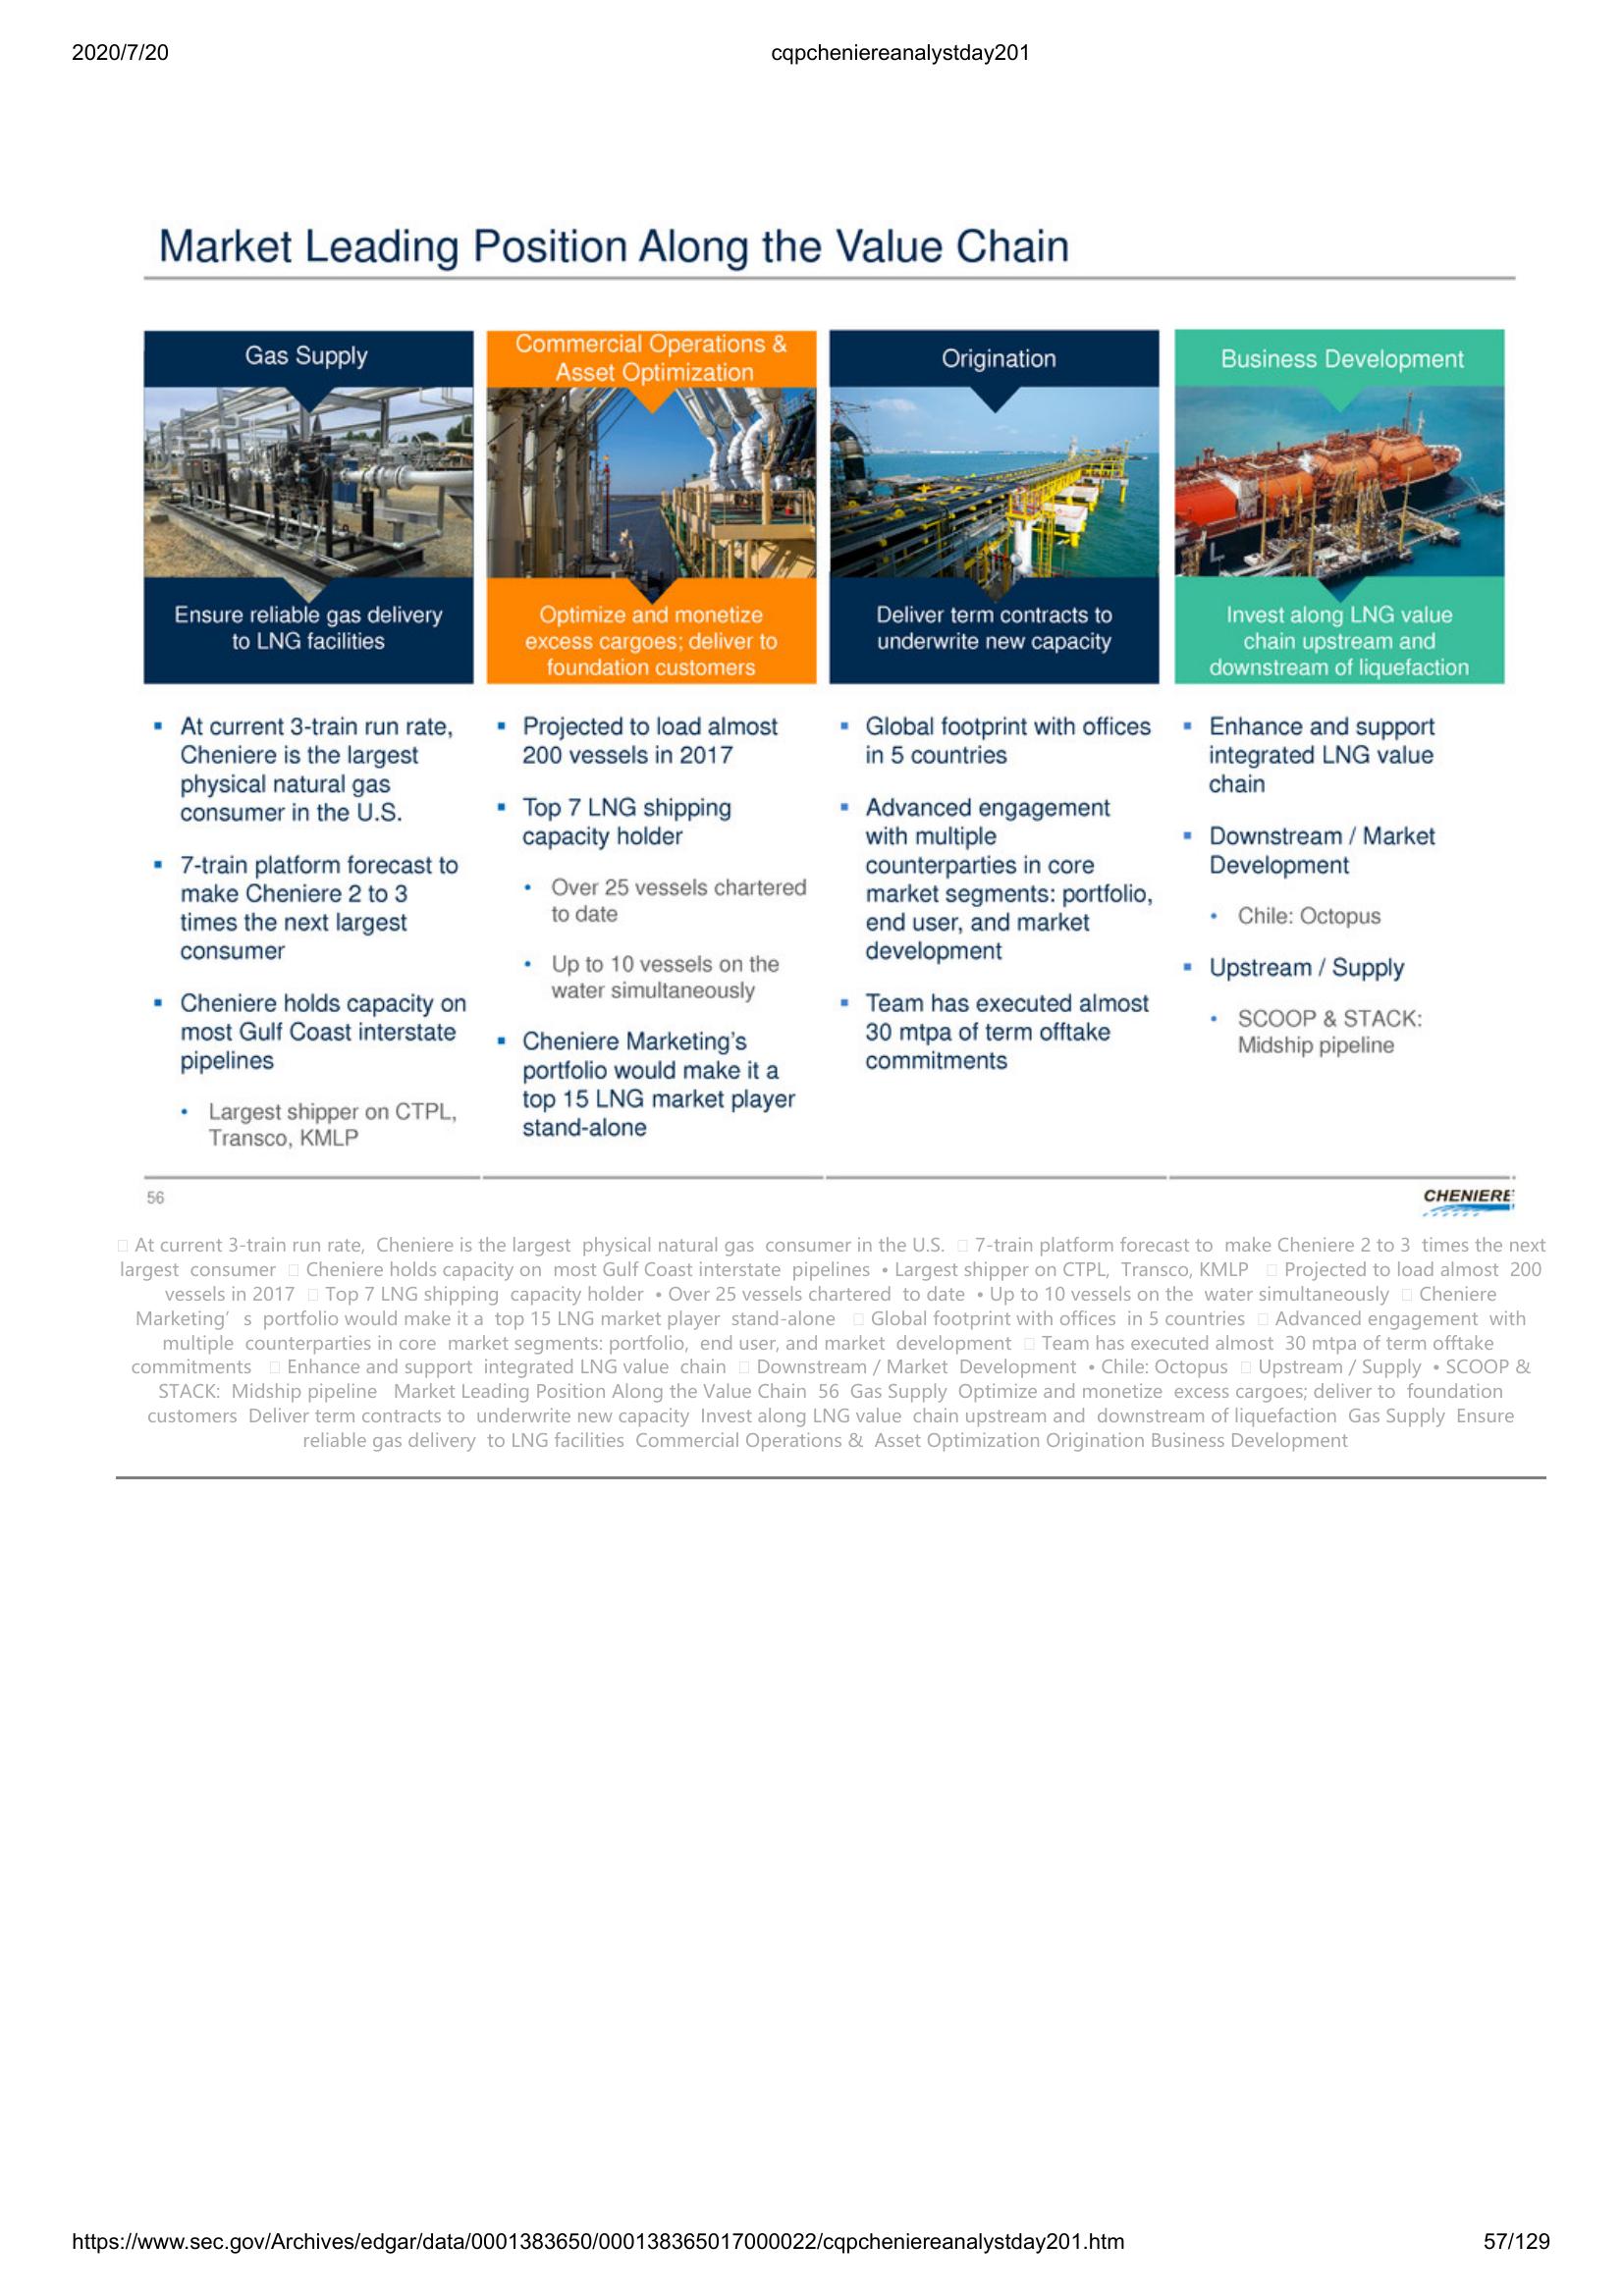 2020/7/20
cqpcheniereanalystday201
Market Leading Position Along the Value Chain
Gas Supply
Ensure reliable gas delivery
to LNG facilities
▪ At current 3-train run rate,
Cheniere is the largest
physical natural gas
consumer in the U.S.
▪ 7-train platform forecast to
make Cheniere 2 to 3
times the next largest
consumer
▪ Cheniere holds capacity on
most Gulf Coast interstate
pipelines
• Largest shipper on CTPL,
Transco, KMLP
Commercial Operations &
Asset Optimization
Optimize and monetize
excess cargoes; deliver to
foundation customers
▪ Projected to load almost
200 vessels in 2017
▪ Top 7 LNG shipping
capacity holder
• Over 25 vessels chartered
to date
• Up to 10 vessels on the
water simultaneously
▪ Cheniere Marketing’s
portfolio would make it a
top 15 LNG market player
stand-alone
Origination
Deliver term contracts to
underwrite new capacity
▪ Global footprint with offices
in 5 countries
▪ Advanced engagement
with multiple
counterparties in core
market segments: portfolio,
end user, and market
development
▪ Team has executed almost
30 mtpa of term offtake
commitments
Business Development
Invest along LNG value
chain upstream and
downstream of liquefaction
▪ Enhance and support
integrated LNG value
chain
▪ Downstream / Market
Development
• Chile: Octopus
▪ Upstream / Supply
• SCOOP & STACK:
Midship pipeline
56
CHENIERE
At current 3-train run rate, Cheniere is the largest physical natural gas consumer in the U.S. 7-train platform forecast to make Cheniere 2 to 3 times the next
largest consumer Cheniere holds capacity on most Gulf Coast interstate pipelines • Largest shipper on CTPL, Transco, KMLP Projected to load almost 200
vessels in 2017 Top 7 LNG shipping capacity holder • Over 25 vessels chartered to date • Up to 10 vessels on the water simultaneously Cheniere
Marketing’ s portfolio would make it a top 15 LNG market player stand-alone Global footprint with offices in 5 countries Advanced engagement with
multiple counterparties in core market segments: portfolio, end user, and market development Team has executed almost 30 mtpa of term offtake
commitments Enhance and support integrated LNG value chain Downstream / Market Development • Chile: Octopus Upstream / Supply • SCOOP &
STACK: Midship pipeline Market Leading Position Along the Value Chain 56 Gas Supply Optimize and monetize excess cargoes; deliver to foundation
customers Deliver term contracts to underwrite new capacity Invest along LNG value chain upstream and downstream of liquefaction Gas Supply Ensure
reliable gas delivery to LNG facilities Commercial Operations & Asset Optimization Origination Business Development
https://www.sec.gov/Archives/edgar/data/0001383650/000138365017000022/cqpcheniereanalystday201.htm
57/129